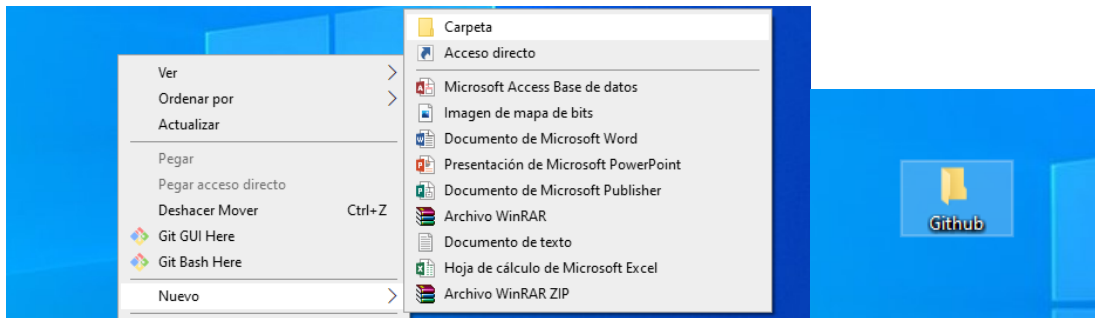 Ver
Ordenar por
Actualizar
Pegar
Pegar acceso directo
Deshacer Mover Ctrl+Z
Git GUI Here
Git Bash Here
Nuevo
Carpeta
Acceso directo
Microsoft Access Base de datos
Imagen de mapa de bits
Documento de Microsoft Word
Presentación de Microsoft PowerPoint
Documento de Microsoft Publisher
Archivo WinRAR
Documento de texto
Hoja de cálculo de Microsoft Excel
Archivo WinRAR ZIP
Github